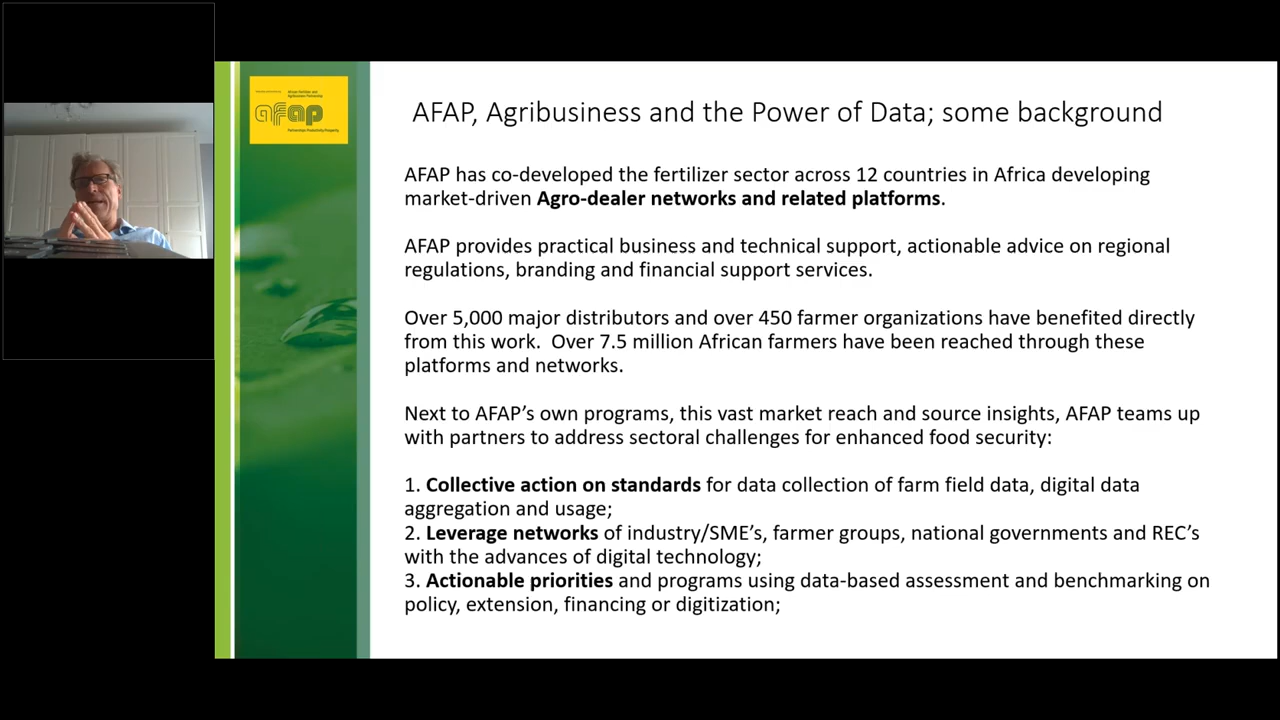 African Fertilizer and
Agribusiness Partnership
afap
Partnerships Productivity Prosperity
AFAP, Agribusiness and the Power of Data; some background
AFAP has co-developed the fertilizer sector across 12 countries in Africa developing
market-driven Agro-dealer networks and related platforms.
AFAP provides practical business and technical support, actionable advice on regional
regulations, branding and financial support services.
Over 5,000 major distributors and over 450 farmer organizations have benefited directly
from this work.  Over 7.5 million African farmers have been reached through these
platforms and networks.
Next to AFAP’s own programs, this vast market reach and source insights, AFAP teams up
with partners to address sectoral challenges for enhanced food security:
1. Collective action on standards for data collection of farm field data, digital data
aggregation and usage;
2. Leverage networks of industry/SME’s, farmer groups, national governments and REC’s
with the advances of digital technology;
3. Actionable priorities and programs using data-based assessment and benchmarking on
policy, extension, financing or digitization;